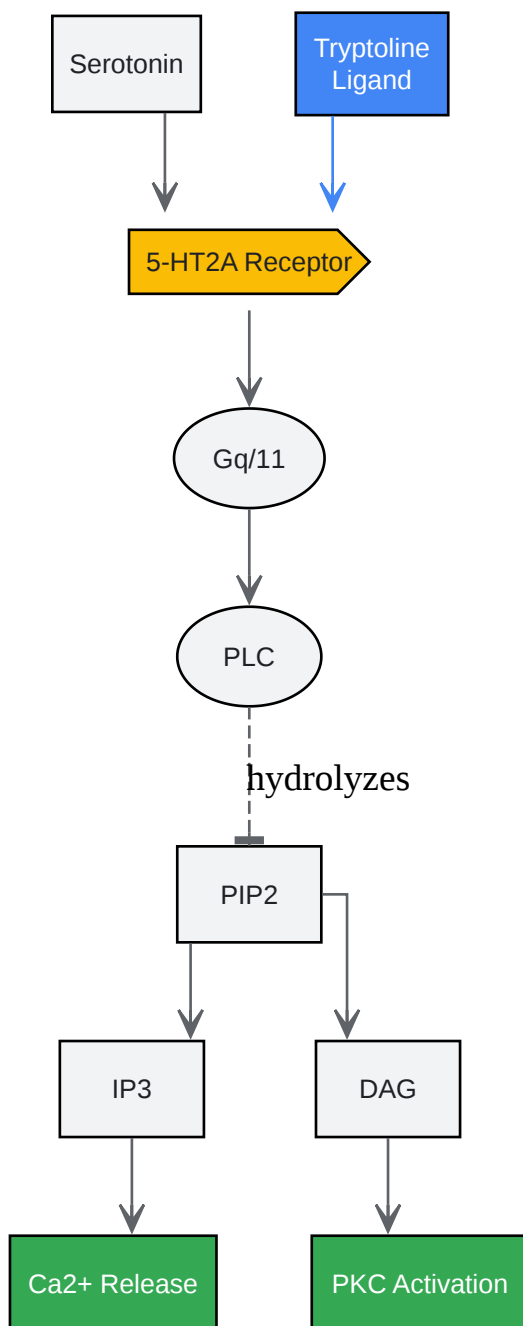 Serotonin
Tryptoline
Ligand
5-HT2A Receptor
Gq/11
PLC
hydrolyzes
PIP2
IP3
DAG
Ca2+ Release
PKC Activation